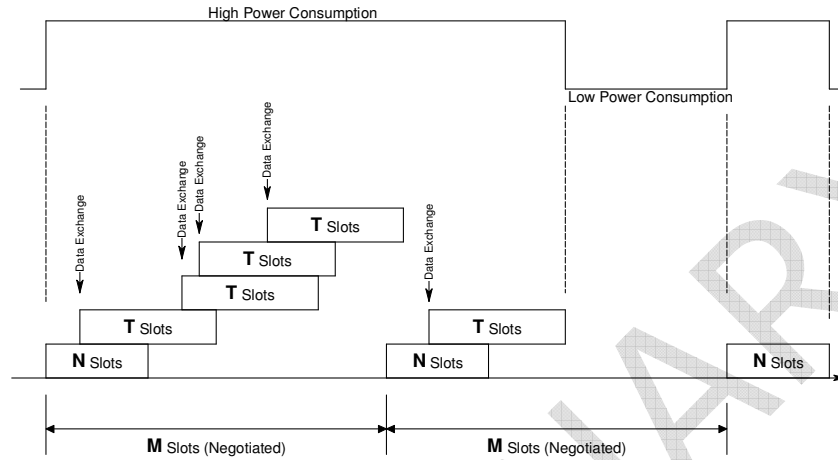 High Power Consumption
Low Power Consumption
Data Exchange
Data Exchange
Data Exchange
Data Exchange
Data Exchange
T Slots
T Slots
T Slots
T Slots
T Slots
N Slots
N Slots
N Slots
M Slots (Negotiated)
M Slots (Negotiated)